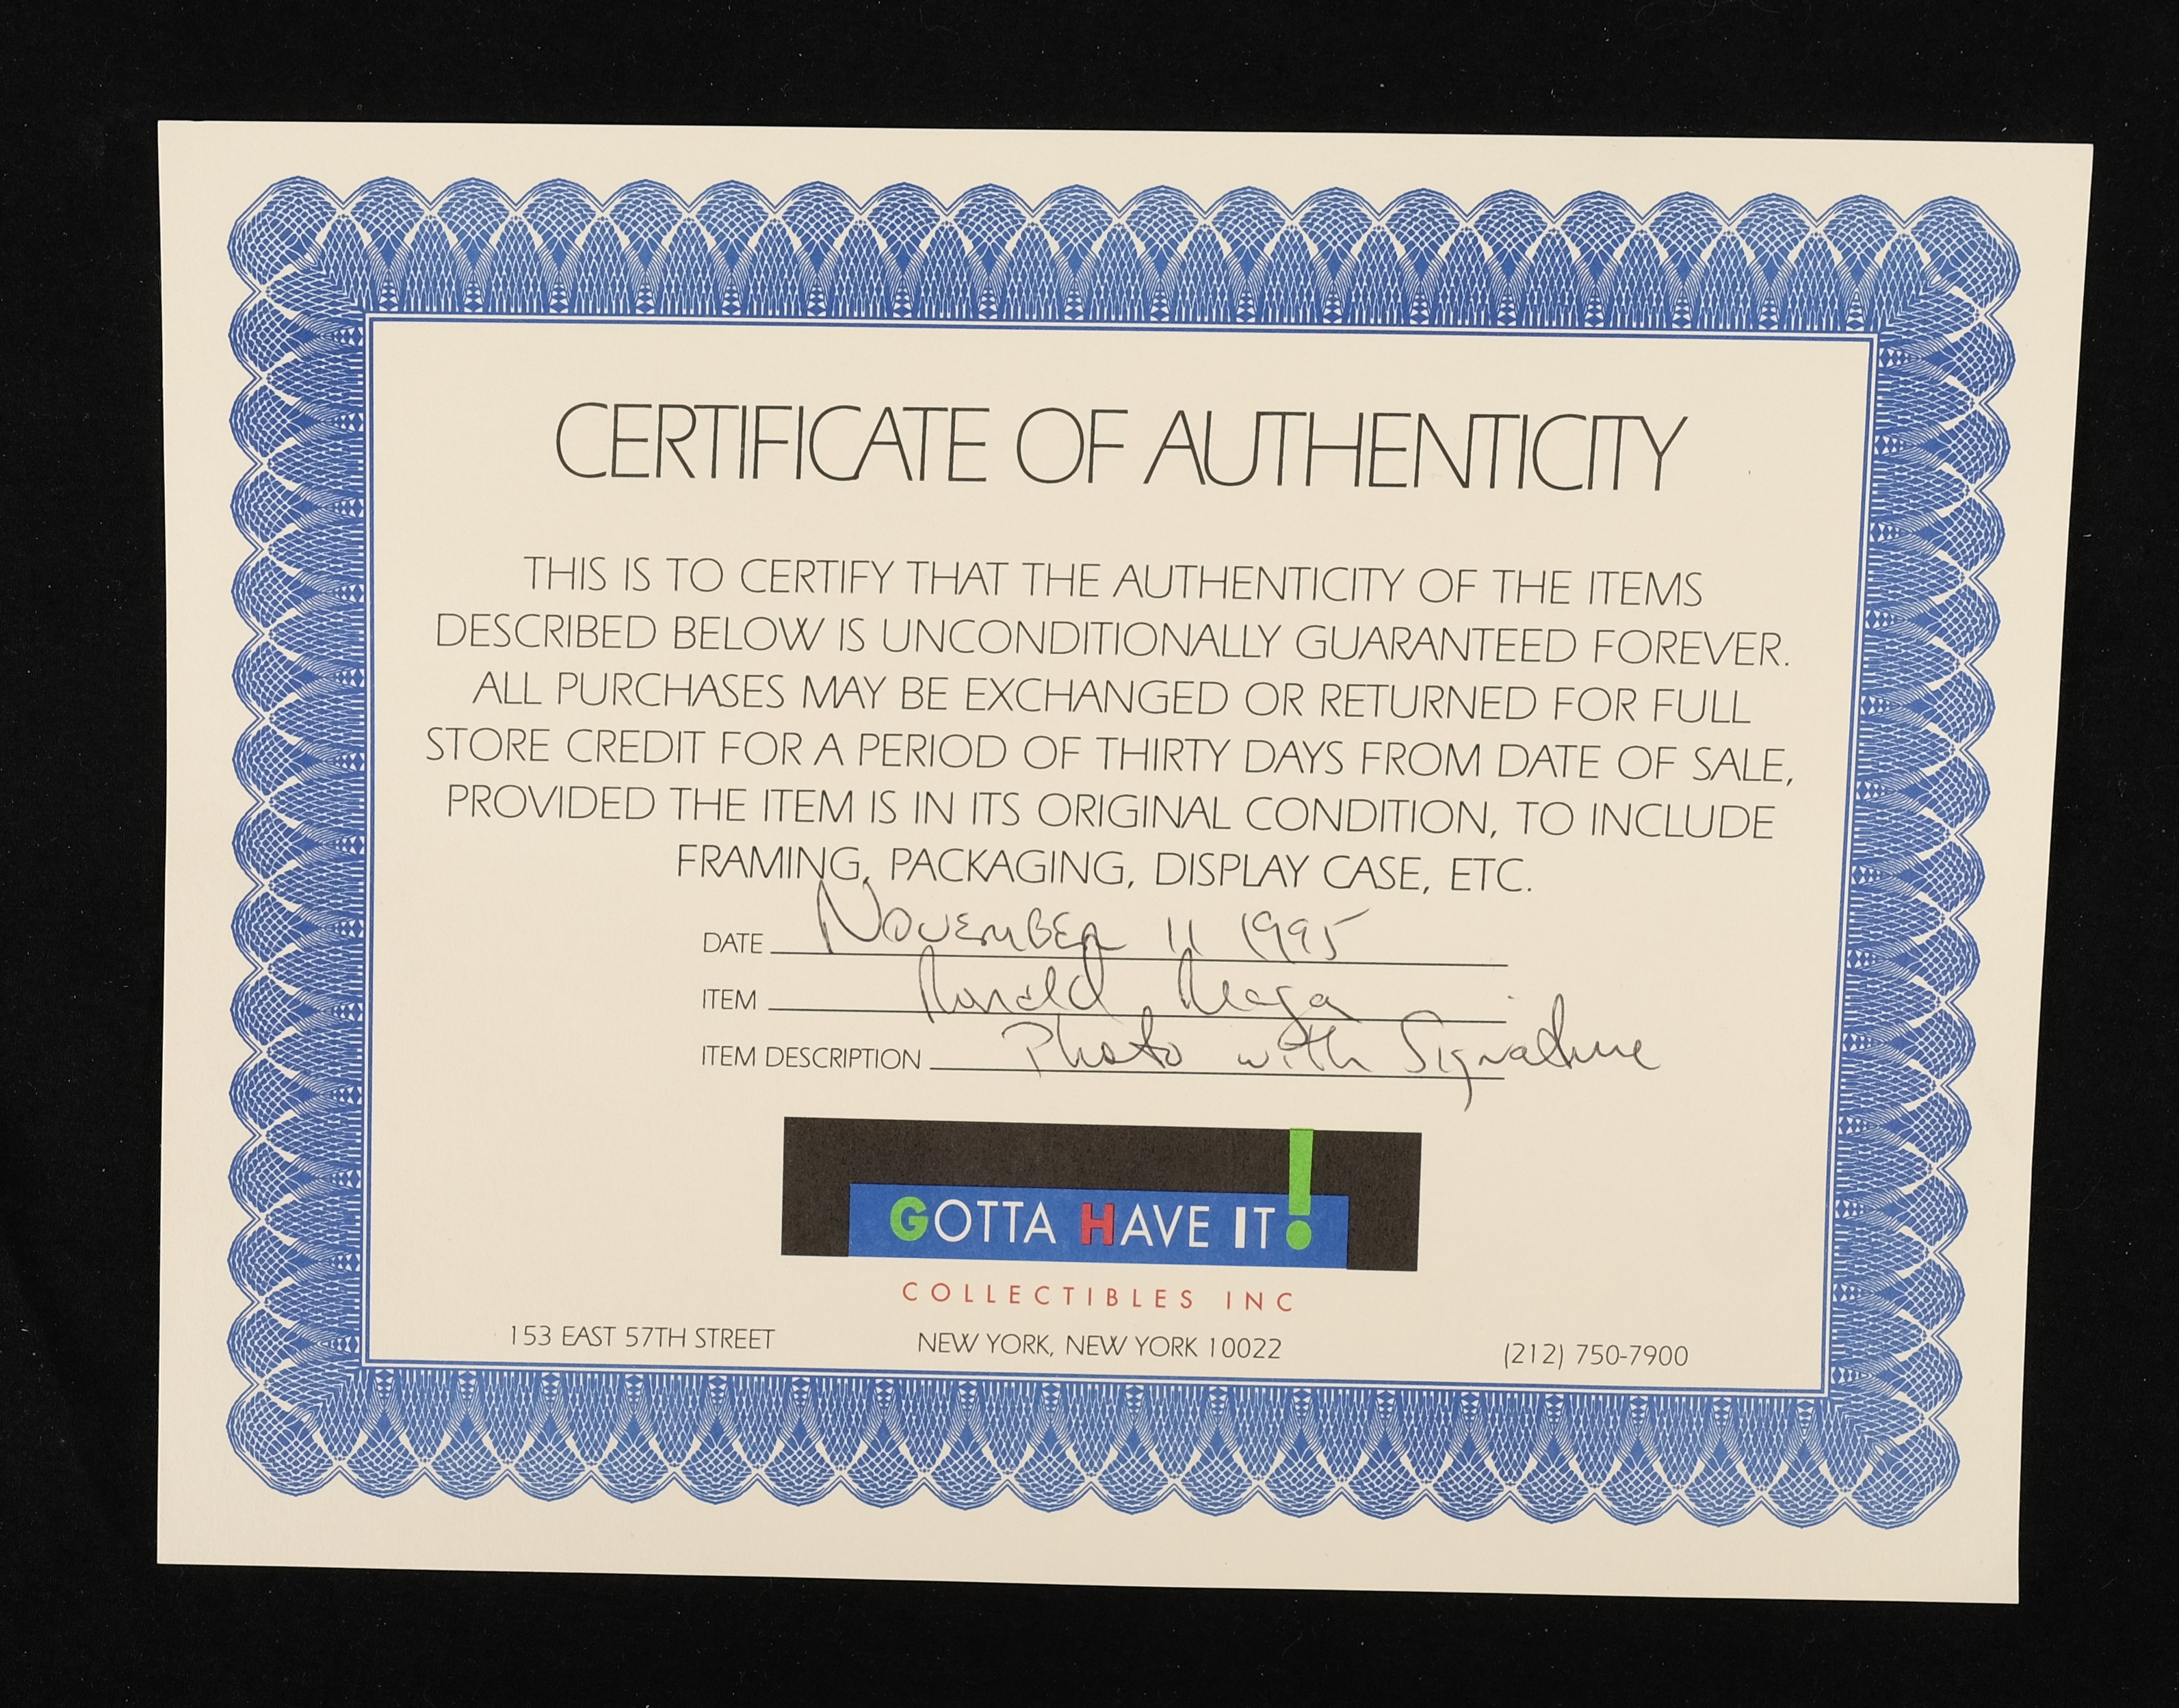 CERTIFICATE OF AUTHENTICITY
THIS IS TO CERTIFY THAT THE AUTHENTICITY OF THE ITEMS
DESCRIBED BELOW IS UNCONDITIONALLY GUARANTEED FOREVER.
ALL PURCHASES MAY BE EXCHANGED OR RETURNED FOR FULL
STORE CREDIT FOR A PERIOD OF THIRTY DAYS FROM DATE OF SALE,
PROVIDED THE ITEM IS IN ITS ORIGINAL CONDITION, TO INCLUDE
FRAMING, PACKAGING, DISPLAY CASE, ETC.
DATE NOVEMBER 11 1995
ITEM Ronald
ITEM DESCRIPTION Photo with Signature
GOTTA HAVE IT!
COLLECTIBLES INC
153 EAST 57TH STREET NEW YORK, NEW YORK 10022 (212) 750-7900